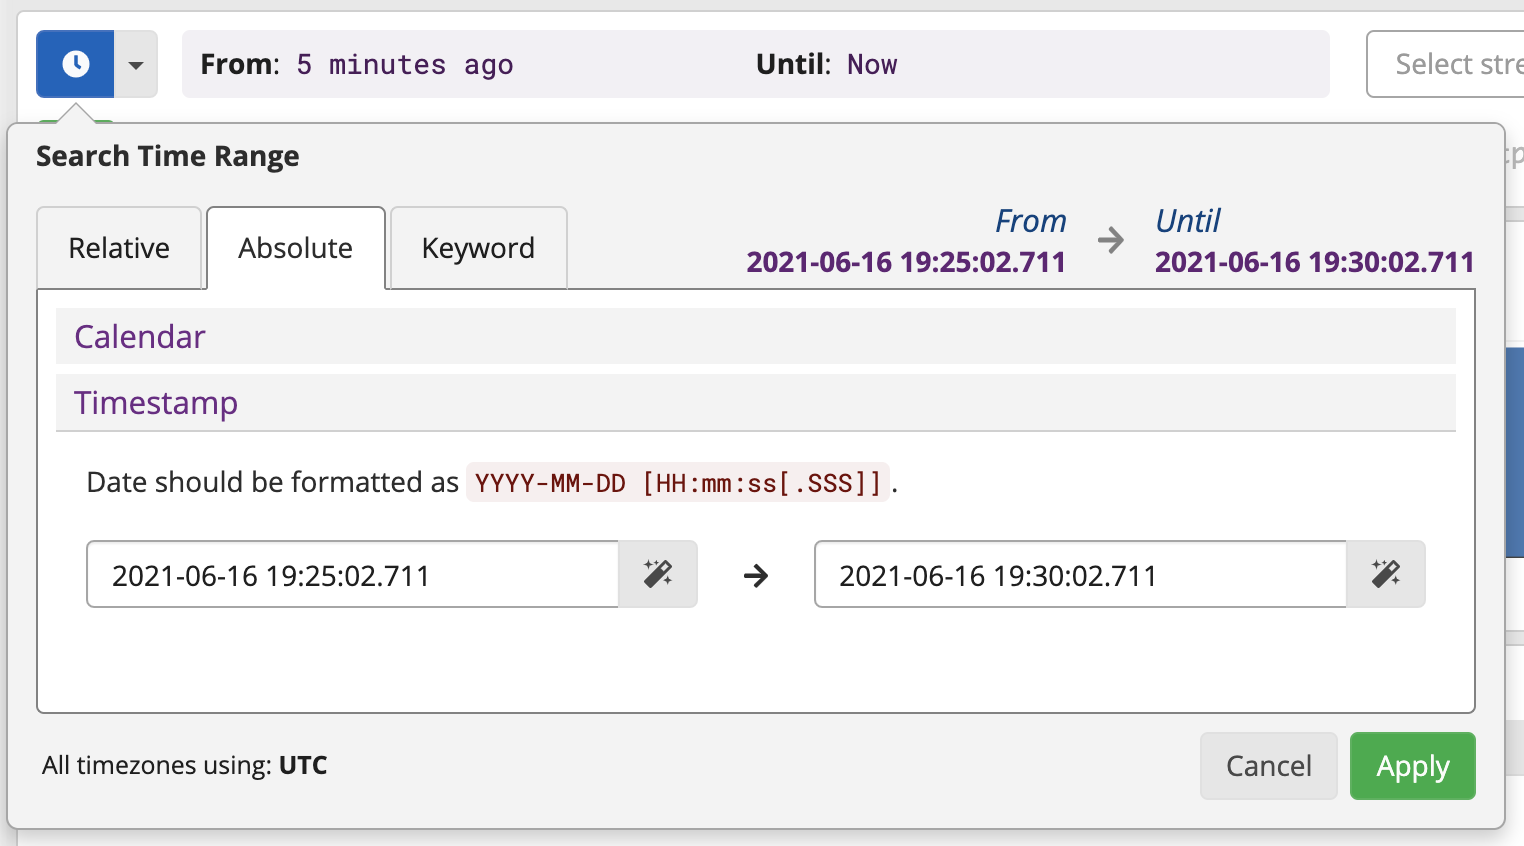 From: 5 minutes ago Until: Now Select stre
Search Time Range
Relative Absolute Keyword
From Until
2021-06-16 19:25:02.711 2021-06-16 19:30:02.711
Calendar
Timestamp
Date should be formatted as YYYY-MM-DD [HH:mm:ss[.SSS]].
2021-06-16 19:25:02.711 2021-06-16 19:30:02.711
All timezones using: UTC Cancel Apply